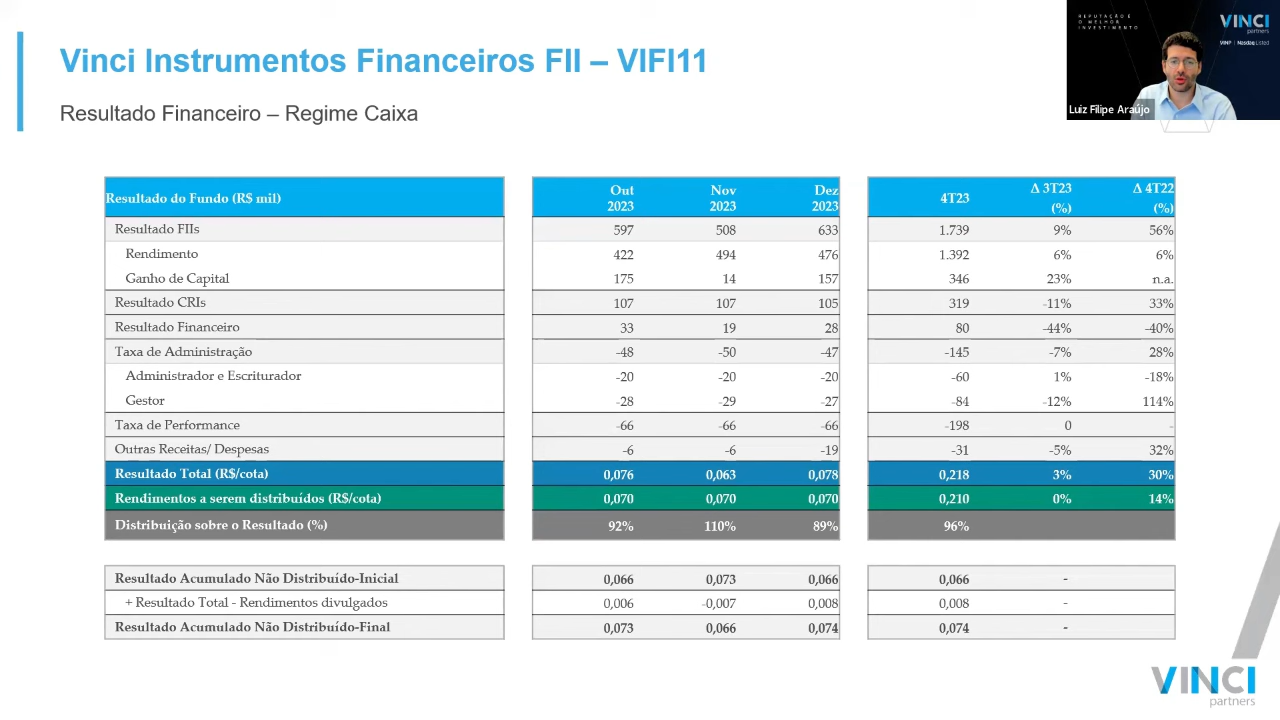 Vinci Instrumentos Financeiros FII – VIFI11
Resultado Financeiro – Regime Caixa
REPUTAÇÃO É
O MELHOR
INVESTIMENTO
VINCI
partners
VINP | Nasdaq Listed
Luiz Filipe Araújo
Resultado do Fundo (R$ mil) Out 2023 Nov 2023 Dez 2023 4T23 Δ 3T23 (%) Δ 4T22 (%)
Resultado FIIs 597 508 633 1.739 9% 56%
Rendimento 422 494 476 1.392 6% 6%
Ganho de Capital 175 14 157 346 23% n.a.
Resultado CRIs 107 107 105 319 -11% 33%
Resultado Financeiro 33 19 28 80 -44% -40%
Taxa de Administração -48 -50 -47 -145 -7% 28%
Administrador e Escriturador -20 -20 -20 -60 1% -18%
Gestor -28 -29 -27 -84 -12% 114%
Taxa de Performance -66 -66 -66 -198 0 -
Outras Receitas/ Despesas -6 -6 -19 -31 -5% 32%
Resultado Total (R$/cota) 0,076 0,063 0,078 0,218 3% 30%
Rendimentos a serem distribuídos (R$/cota) 0,070 0,070 0,070 0,210 0% 14%
Distribuição sobre o Resultado (%) 92% 110% 89% 96%
Resultado Acumulado Não Distribuído-Inicial 0,066 0,073 0,066 0,066 -
+ Resultado Total - Rendimentos divulgados 0,006 -0,007 0,008 0,008 -
Resultado Acumulado Não Distribuído-Final 0,073 0,066 0,074 0,074 -
VINCI
partners